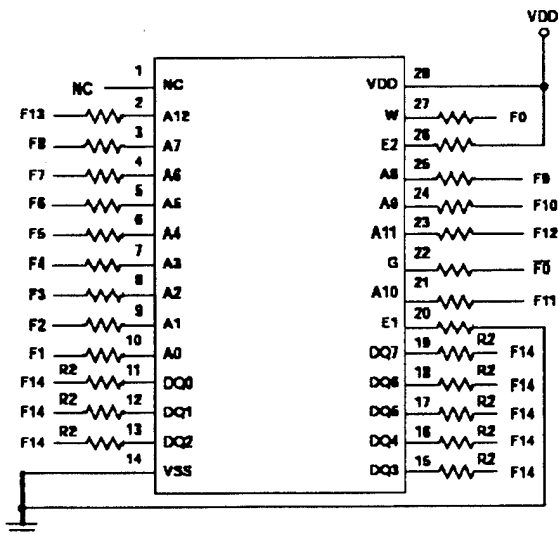 VDD
1 NC 28 VDD
NC
F13 2 A12 W 27 F0
F8 3 A7 E2 26
F7 4 A6 A8 25 F9
F6 5 A5 A9 24 F10
F5 6 A4 A11 23 F12
F4 7 A3 G 22 F0
F3 8 A2 A10 21 F11
F2 9 A1 E1 20
F1 10 A0 DQ7 19 R2 F14
F14 R2 11 DQ0 DQ6 18 R2 F14
F14 R2 12 DQ1 DQ5 17 R2 F14
F14 R2 13 DQ2 DQ4 16 R2 F14
14 VSS DQ3 15 R2 F14